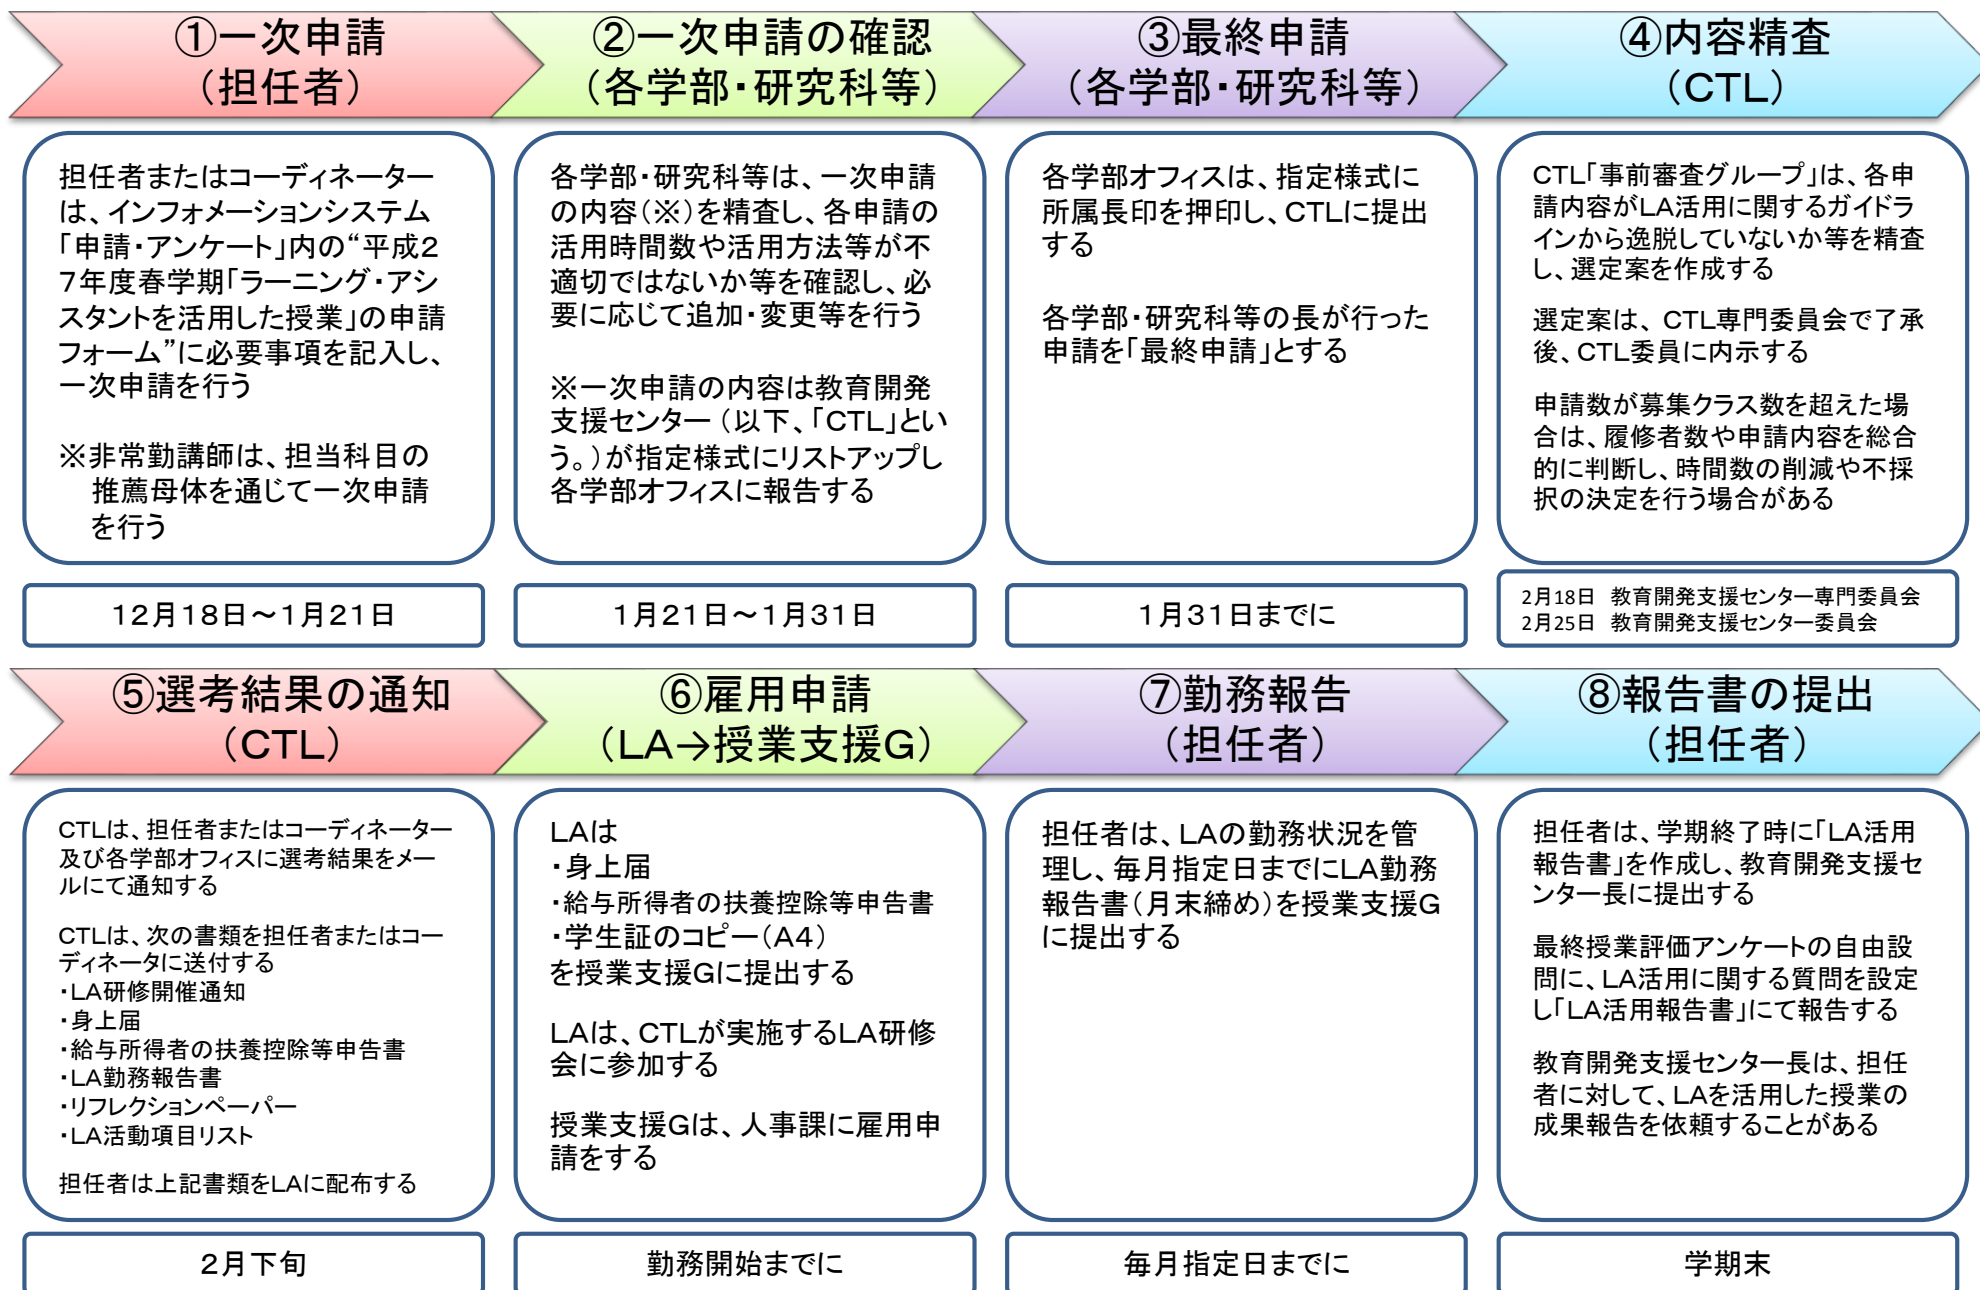 ①一次申請
（担任者）
②一次申請の確認
（各学部・研究科等）
③最終申請
（各学部・研究科等）
④内容精査
（CTL）
担任者またはコーディネーター
は、インフォメーションシステム
「申請・アンケート」内の“平成２
７年度春学期「ラーニング・アシ
スタントを活用した授業」の申請
フォーム”に必要事項を記入し、
一次申請を行う
※非常勤講師は、担当科目の
推薦母体を通じて一次申請
を行う
各学部・研究科等は、一次申請
の内容（※）を精査し、各申請の
活用時間数や活用方法等が不
適切ではないか等を確認し、必
要に応じて追加・変更等を行う
※一次申請の内容は教育開発
支援センター（以下、「CTL」とい
う。）が指定様式にリストアップし
各学部オフィスに報告する
各学部オフィスは、指定様式に
所属長印を押印し、CTLに提出
する
各学部・研究科等の長が行った
申請を「最終申請」とする
CTL「事前審査グループ」は、各申
請内容がLA活用に関するガイドラ
インから逸脱していないか等を精査
し、選定案を作成する
選定案は、CTL専門委員会で了承
後、CTL委員に内示する
申請数が募集クラス数を超えた場
合は、履修者数や申請内容を総合
的に判断し、時間数の削減や不採
択の決定を行う場合がある
１２月１８日～１月２１日
１月２１日～１月３１日
１月３１日までに
2月18日　教育開発支援センター専門委員会
2月25日　教育開発支援センター委員会
⑤選考結果の通知
（CTL）
⑥雇用申請
（LA→授業支援G）
⑦勤務報告
（担任者）
⑧報告書の提出
（担任者）
CTLは、担任者またはコーディネーター
及び各学部オフィスに選考結果をメー
ルにて通知する
CTLは、次の書類を担任者またはコー
ディネータに送付する
・LA研修開催通知
・身上届
・給与所得者の扶養控除等申告書
・LA勤務報告書
・リフレクションペーパー
・LA活動項目リスト
担任者は上記書類をLAに配布する
LAは
・身上届
・給与所得者の扶養控除等申告書
・学生証のコピー（A4）
を授業支援Gに提出する
LAは、CTLが実施するLA研修
会に参加する
授業支援Gは、人事課に雇用申
請をする
担任者は、LAの勤務状況を管
理し、毎月指定日までにLA勤務
報告書（月末締め）を授業支援G
に提出する
担任者は、学期終了時に「LA活用
報告書」を作成し、教育開発支援セ
ンター長に提出する
最終授業評価アンケートの自由設
問に、LA活用に関する質問を設定
し「LA活用報告書」にて報告する
教育開発支援センター長は、担任
者に対して、LAを活用した授業の
成果報告を依頼することがある
２月下旬
勤務開始までに
毎月指定日までに
学期末